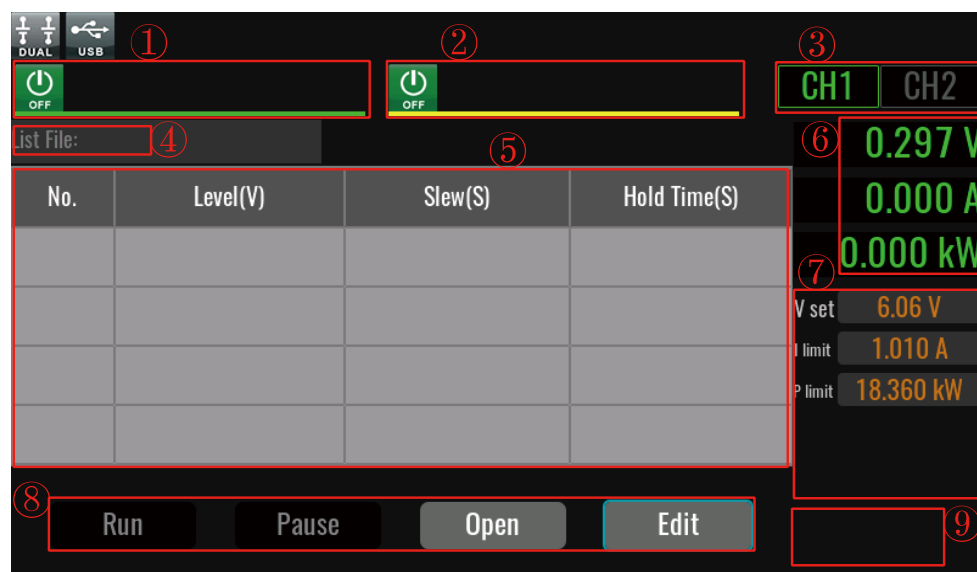 DUAL USB
① ② ③
OFF OFF CH1 CH2
List File: ④ ⑤ ⑥ 0.297 V
No. Level(V) Slew(S) Hold Time(S) 0.000 A
0.000 kW
⑦
V set 6.06 V
I limit 1.010 A
P limit 18.360 kW
⑧ Run Pause Open Edit ⑨